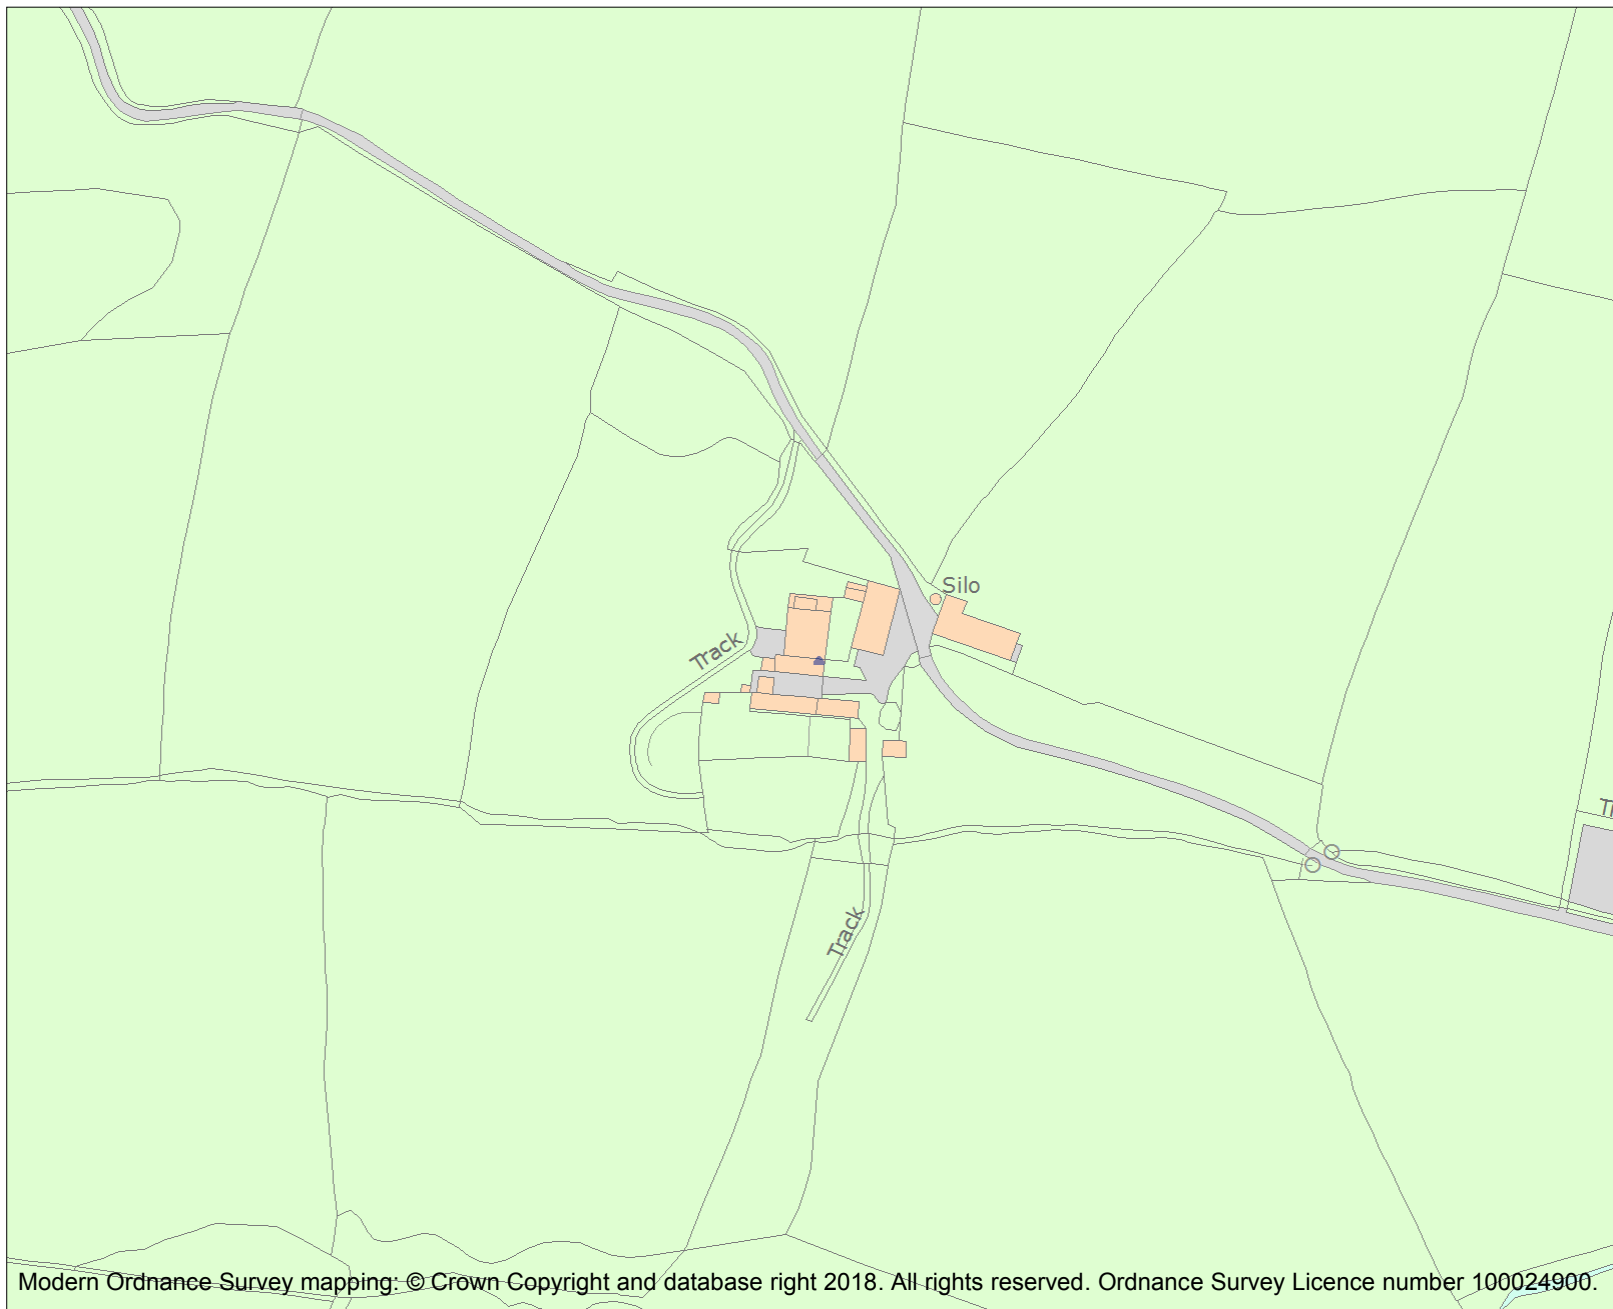 Silo
Track
Tr
Track
Modern Ordnance Survey mapping: © Crown Copyright and database right 2018. All rights reserved. Ordnance Survey Licence number 100024900.